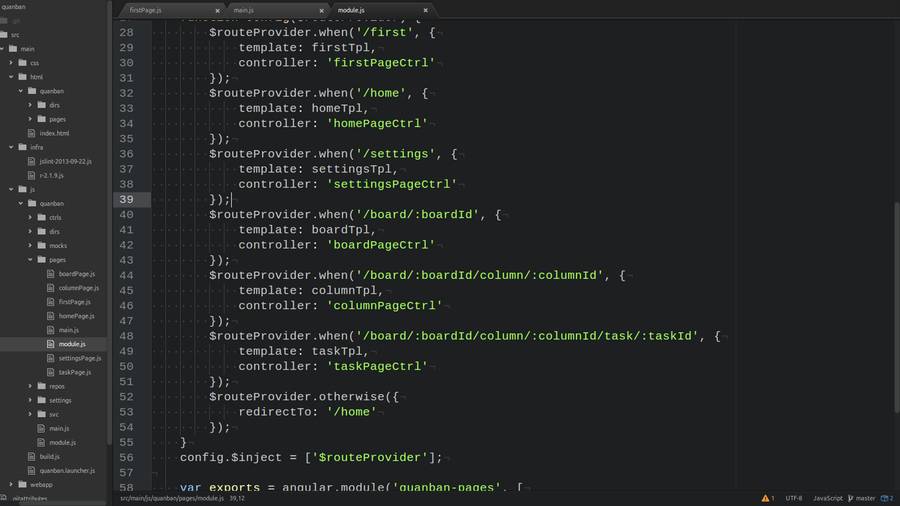 quanban
.git
src
main
css
html
quanban
dirs
pages
index.html
infra
jslint-2013-09-22.js
r-2.1.9.js
js
quanban
ctrls
dirs
mocks
pages
boardPage.js
columnPage.js
firstPage.js
homePage.js
main.js
module.js
settingsPage.js
taskPage.js
repos
settings
svc
main.js
module.js
build.js
quanban.launcher.js
webapp
.gitattributes
firstPage.js
main.js
module.js
28 $routeProvider.when('/first', {
29 template: firstTpl,
30 controller: 'firstPageCtrl'
31 });
32 $routeProvider.when('/home', {
33 template: homeTpl,
34 controller: 'homePageCtrl'
35 });
36 $routeProvider.when('/settings', {
37 template: settingsTpl,
38 controller: 'settingsPageCtrl'
39 });
40 $routeProvider.when('/board/:boardId', {
41 template: boardTpl,
42 controller: 'boardPageCtrl'
43 });
44 $routeProvider.when('/board/:boardId/column/:columnId', {
45 template: columnTpl,
46 controller: 'columnPageCtrl'
47 });
48 $routeProvider.when('/board/:boardId/column/:columnId/task/:taskId', {
49 template: taskTpl,
50 controller: 'taskPageCtrl'
51 });
52 $routeProvider.otherwise({
53 redirectTo: '/home'
54 });
55 }
56 config.$inject = ['$routeProvider'];
57
58 var exports = angular.module('quanban-pages', [
src/main/js/quanban/pages/module.js 39,12
1 UTF-8 JavaScript master 2